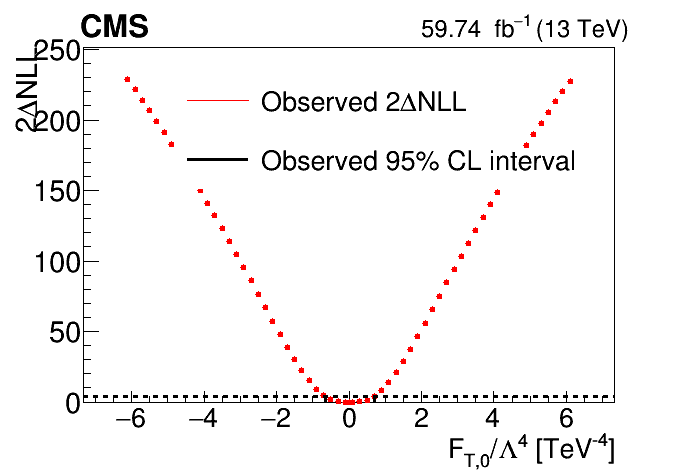 CMS
59.74 fb⁻¹ (13 TeV)
2ΔNLL
250
200
150
100
50
0
Observed 2ΔNLL
Observed 95% CL interval
−6 −4 −2 0 2 4 6
F_T,0/Λ⁴ [TeV⁻⁴]